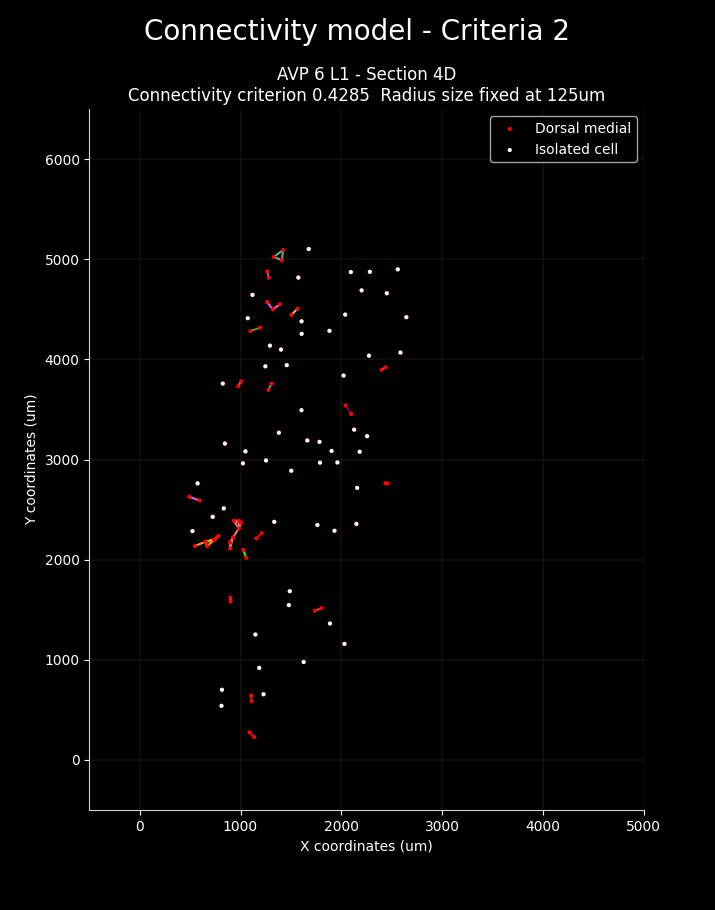 Connectivity model - Criteria 2
AVP 6 L1 - Section 4D
Connectivity criterion 0.4285  Radius size fixed at 125um
Dorsal medial
Isolated cell
6000
5000
4000
3000
2000
1000
0
Y coordinates (um)
0 1000 2000 3000 4000 5000
X coordinates (um)